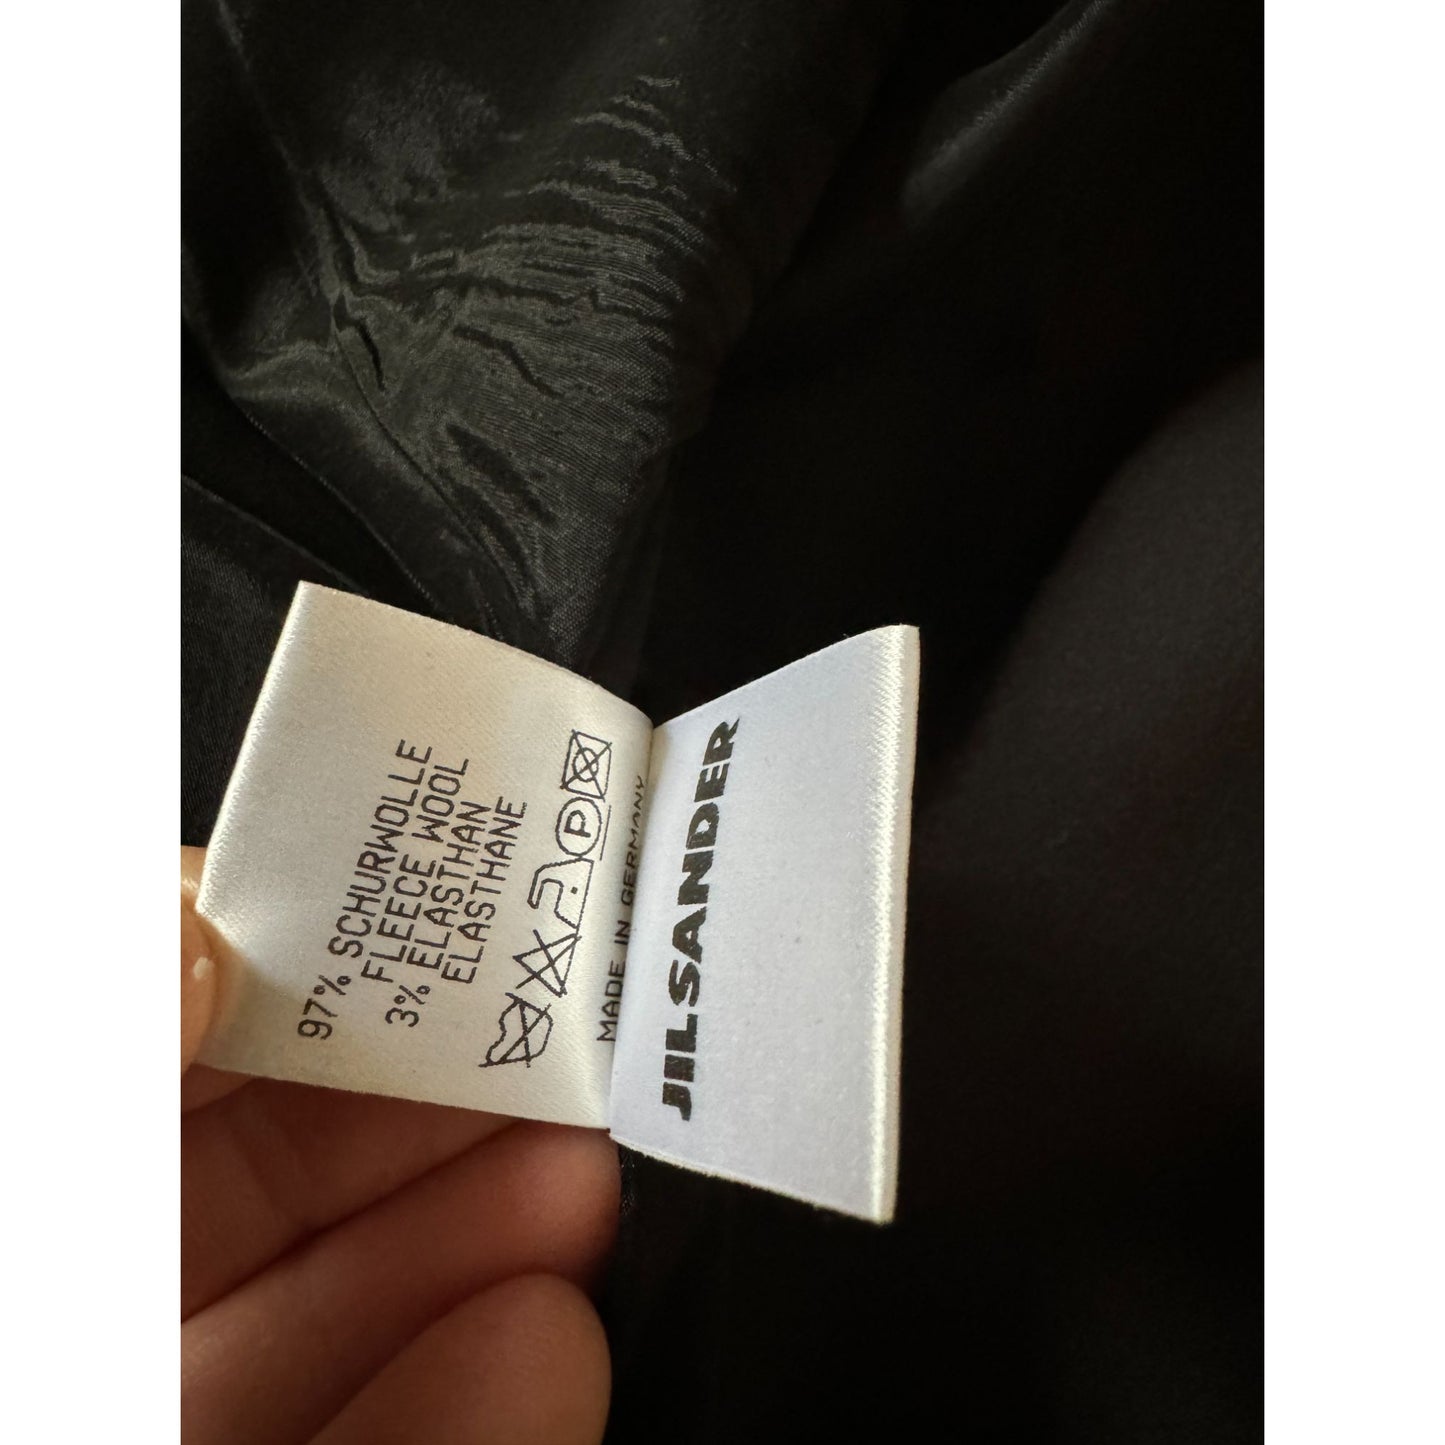 97% SCHURWOLLE
FLEECE WOOL
3% ELASTHAN
ELASTHANE
P
MADE IN GERMANY
JIL SANDER